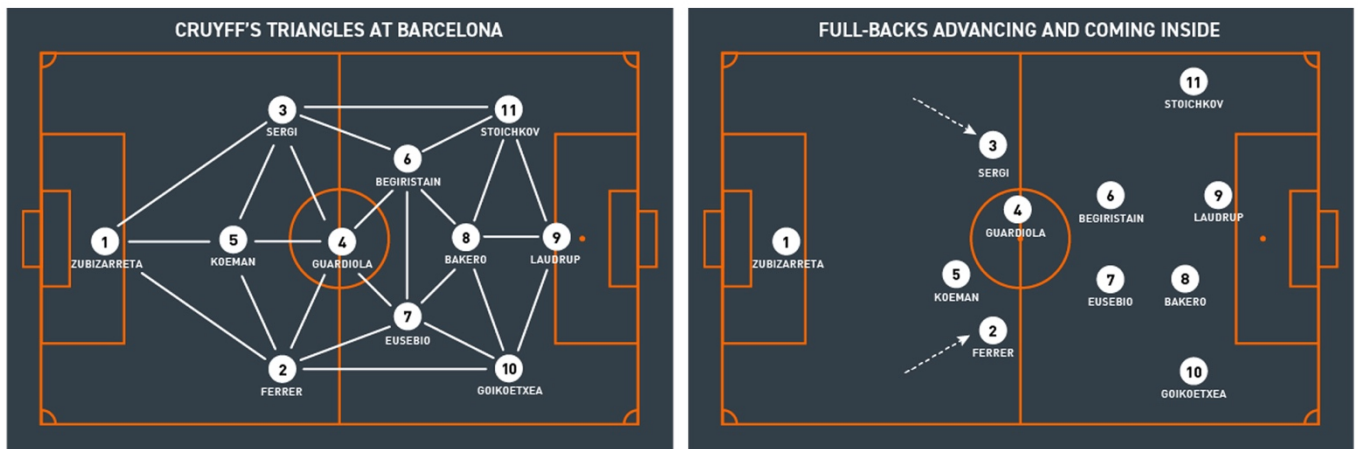 CRUYFF'S TRIANGLES AT BARCELONA
3
SERGI
11
STOICHKOV
6
BEGIRISTAIN
1
ZUBIZARRETA
5
KOEMAN
4
GUARDIOLA
8
BAKERO
9
LAUDRUP
7
EUSEBIO
2
FERRER
10
GOIKOETXEA
FULL-BACKS ADVANCING AND COMING INSIDE
11
STOICHKOV
3
SERGI
6
BEGIRISTAIN
9
LAUDRUP
4
GUARDIOLA
1
ZUBIZARRETA
5
KOEMAN
7
EUSEBIO
8
BAKERO
2
FERRER
10
GOIKOETXEA